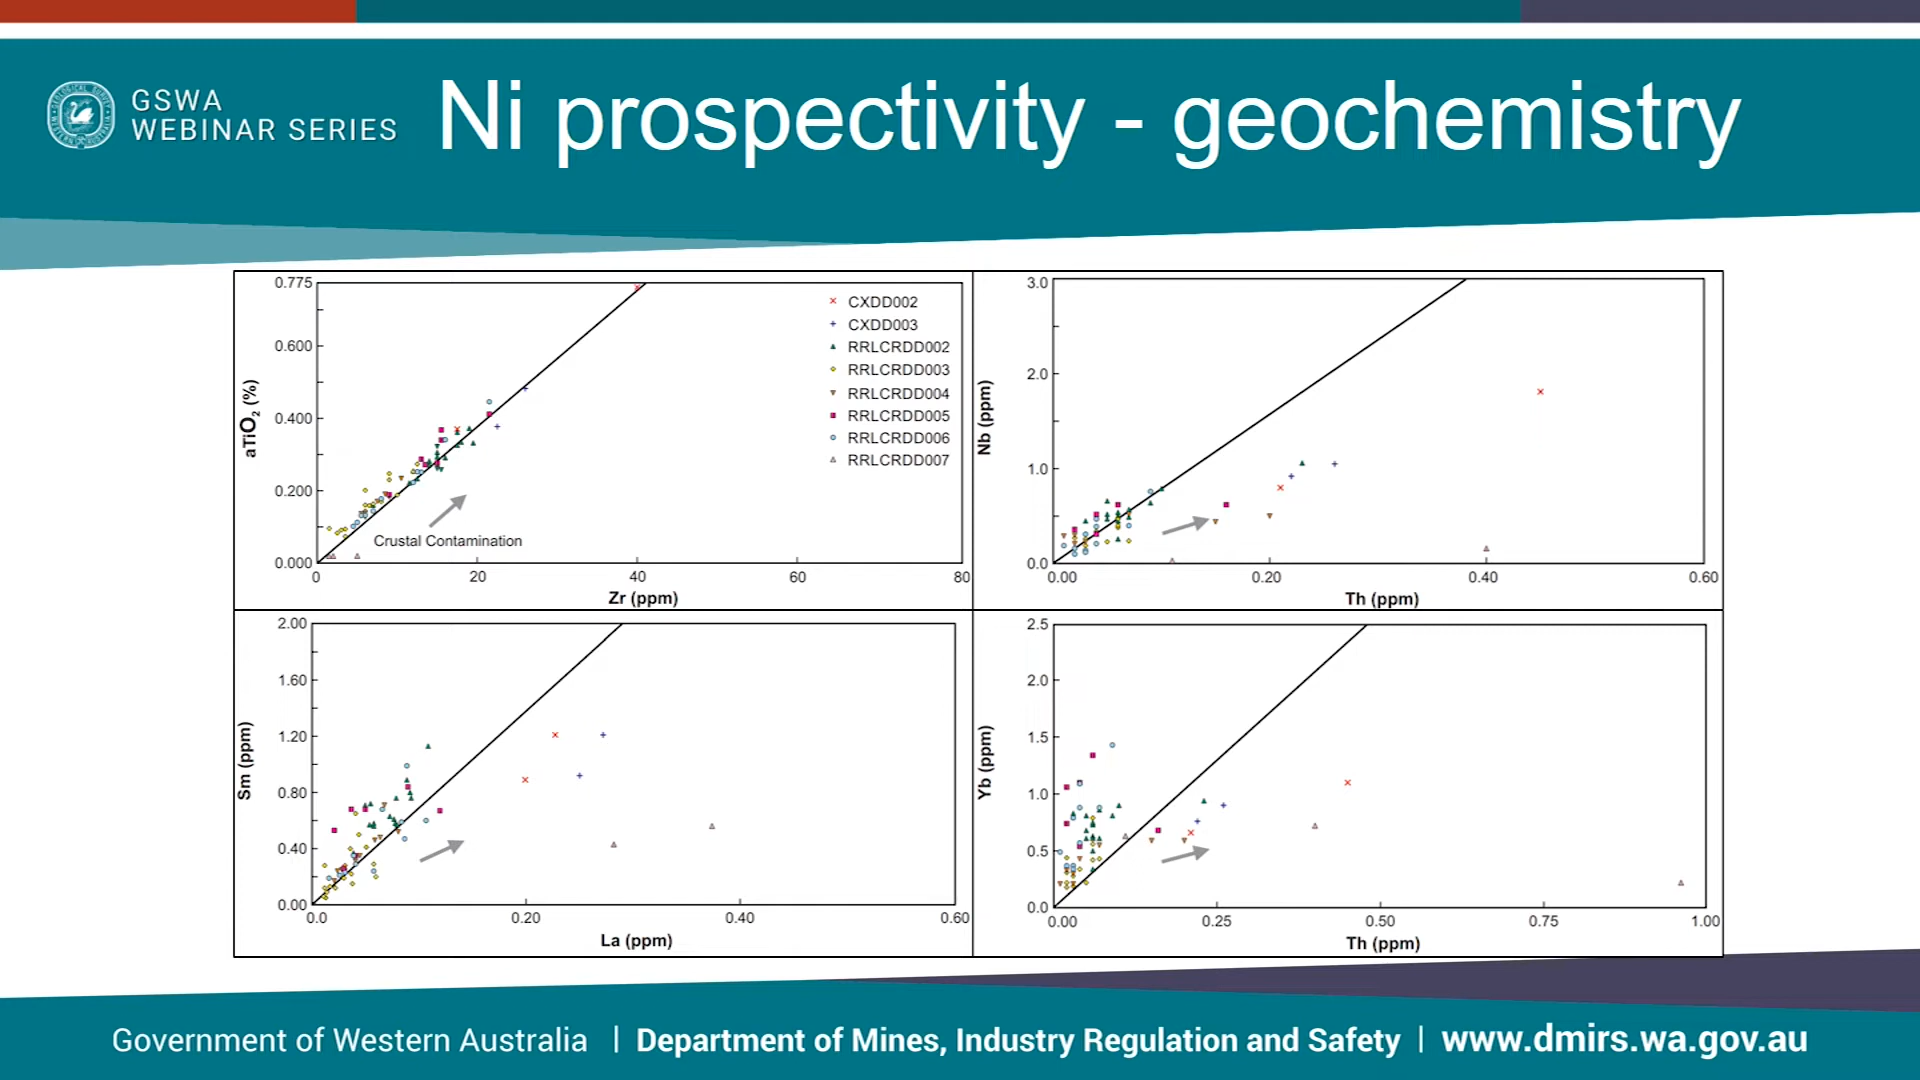 GSWA
WEBINAR SERIES
Ni prospectivity - geochemistry
0.775
0.600
0.400
0.200
0.000
aTiO2 (%)
0
20
40
60
80
Zr (ppm)
Crustal Contamination
CXDD002
CXDD003
RRLCRDD002
RRLCRDD003
RRLCRDD004
RRLCRDD005
RRLCRDD006
RRLCRDD007
3.0
2.0
1.0
0.0
Nb (ppm)
0.00
0.20
0.40
0.60
Th (ppm)
2.00
1.60
1.20
0.80
0.40
0.00
Sm (ppm)
0.0
0.20
0.40
0.60
La (ppm)
2.5
2.0
1.5
1.0
0.5
0.0
Yb (ppm)
0.00
0.25
0.50
0.75
1.00
Th (ppm)
Government of Western Australia | Department of Mines, Industry Regulation and Safety | www.dmirs.wa.gov.au